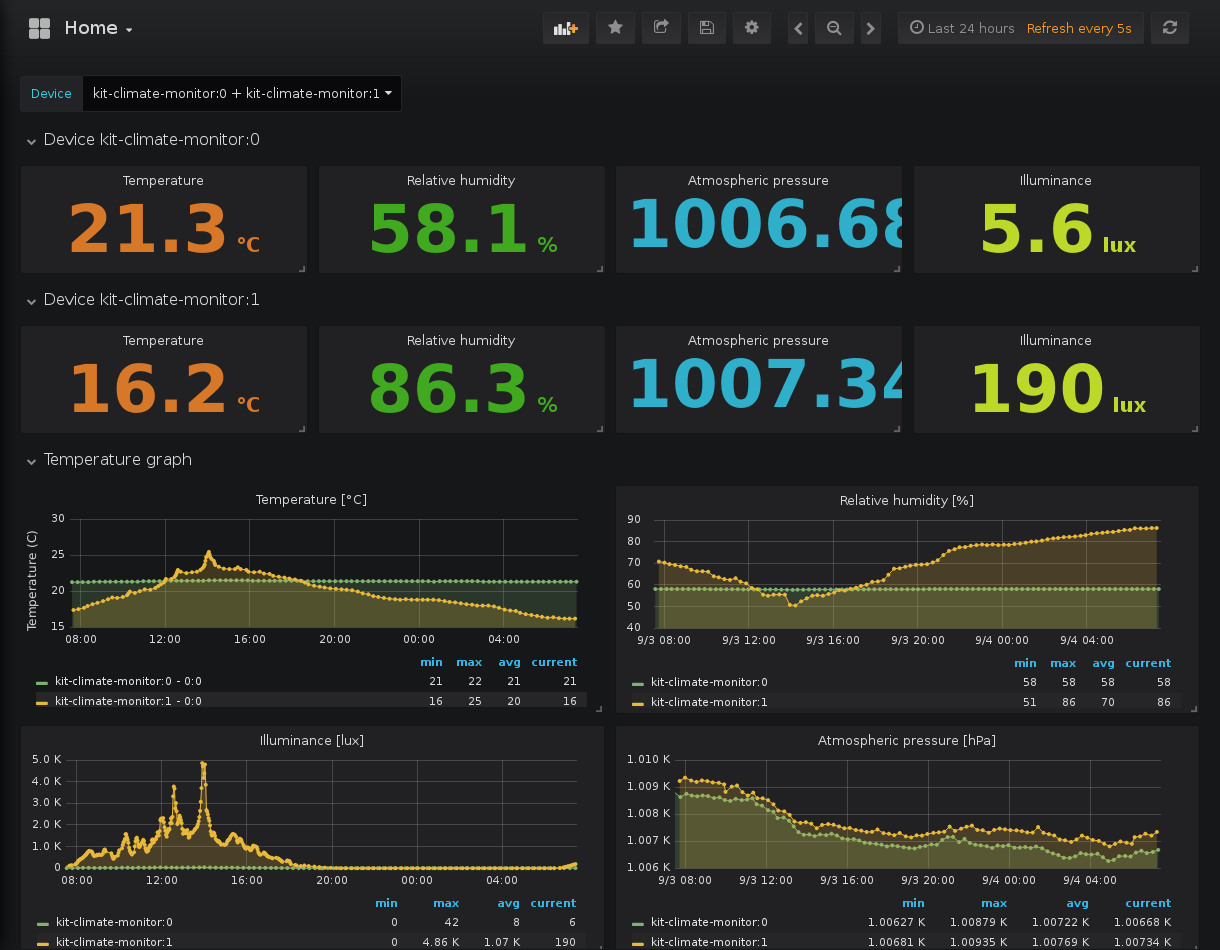 Home
Last 24 hours Refresh every 5s
Device kit-climate-monitor:0 + kit-climate-monitor:1
Device kit-climate-monitor:0
Temperature Relative humidity Atmospheric pressure Illuminance
21.3 °C 58.1 % 1006.68 5.6 lux
Device kit-climate-monitor:1
Temperature Relative humidity Atmospheric pressure Illuminance
16.2 °C 86.3 % 1007.34 190 lux
Temperature graph
Temperature [°C]
Temperature (C)
30
25
20
15
08:00 12:00 16:00 20:00 00:00 04:00
min max avg current
kit-climate-monitor:0 - 0:0 21 22 21 21
kit-climate-monitor:1 - 0:0 16 25 20 16
Relative humidity [%]
90
80
70
60
50
40
9/3 08:00 9/3 12:00 9/3 16:00 9/3 20:00 9/4 00:00 9/4 04:00
min max avg current
kit-climate-monitor:0 58 58 58 58
kit-climate-monitor:1 51 86 70 86
Illuminance [lux]
5.0 K
4.0 K
3.0 K
2.0 K
1.0 K
0
08:00 12:00 16:00 20:00 00:00 04:00
min max avg current
kit-climate-monitor:0 0 42 8 6
kit-climate-monitor:1 0 4.86 K 1.07 K 190
Atmospheric pressure [hPa]
1.010 K
1.009 K
1.008 K
1.007 K
1.006 K
9/3 08:00 9/3 12:00 9/3 16:00 9/3 20:00 9/4 00:00 9/4 04:00
min max avg current
kit-climate-monitor:0 1.00627 K 1.00879 K 1.00722 K 1.00668 K
kit-climate-monitor:1 1.00681 K 1.00935 K 1.00769 K 1.00734 K